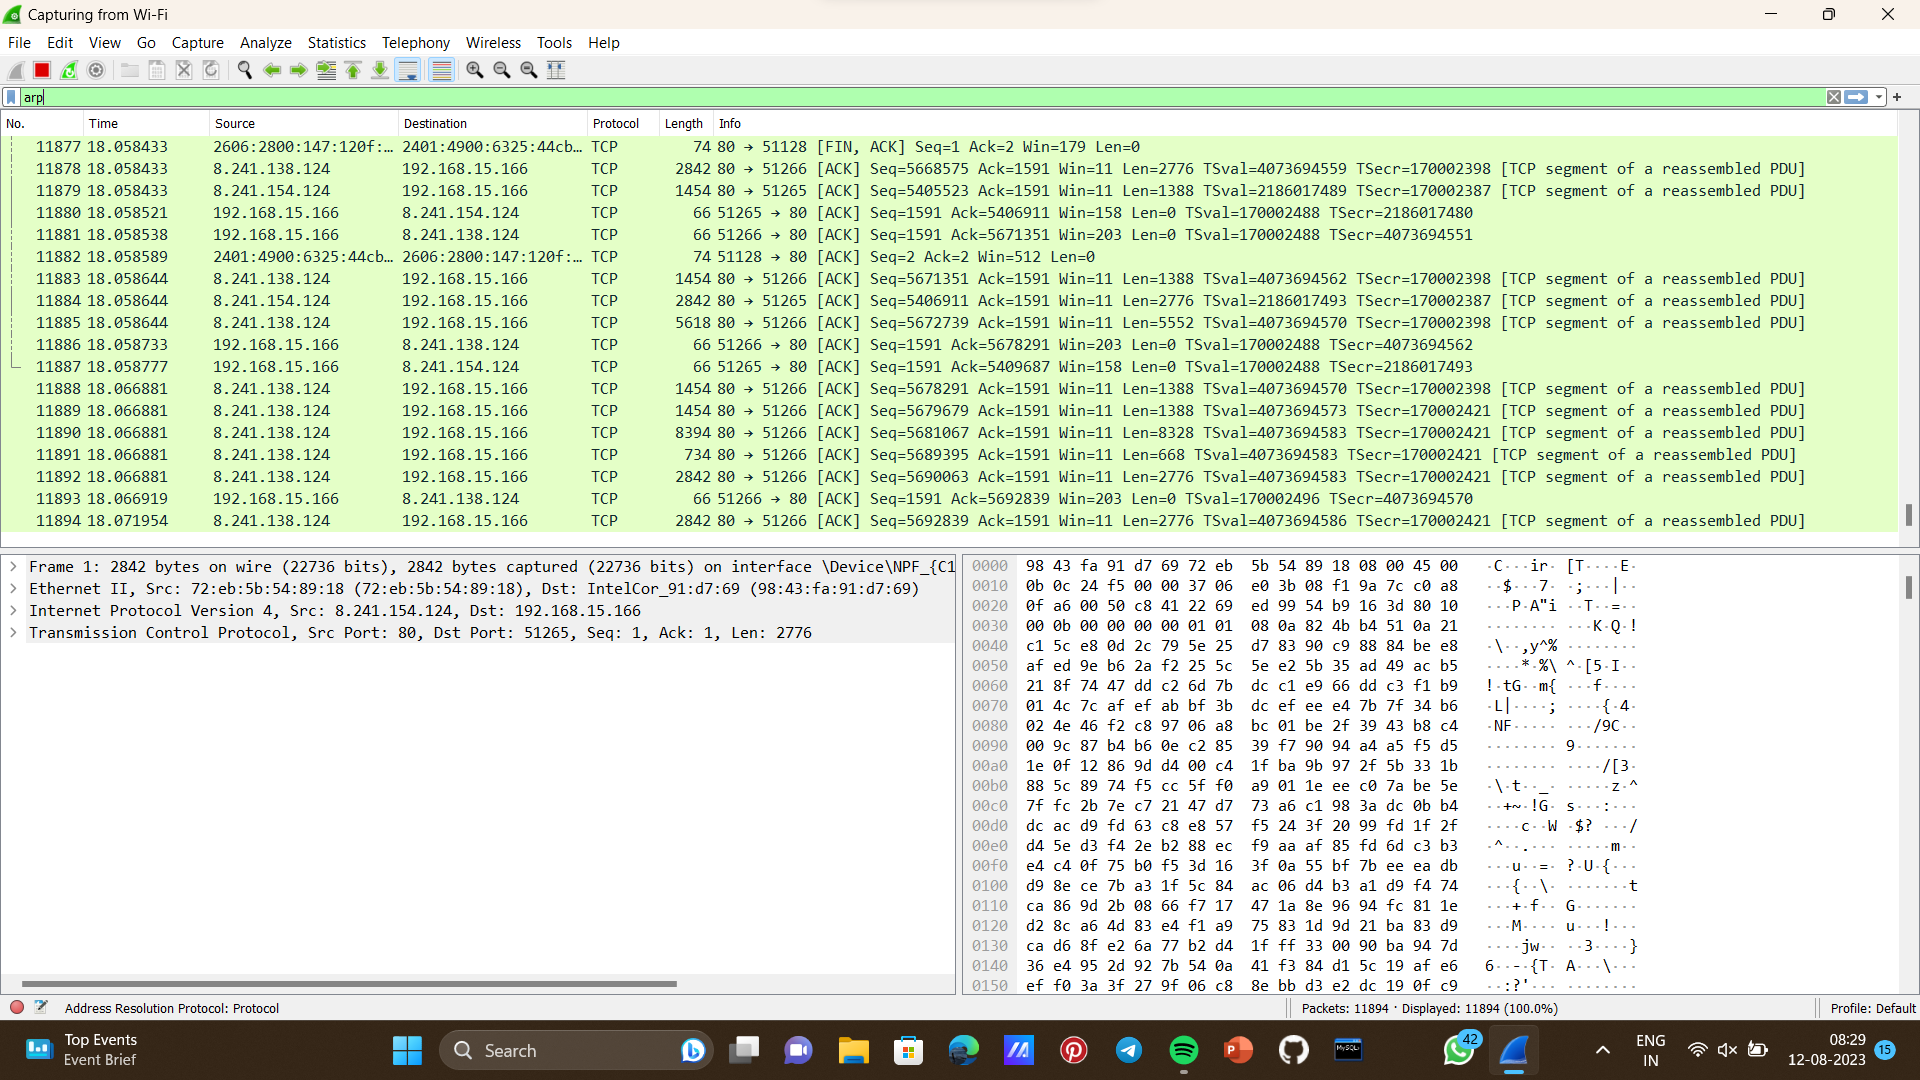 Capturing from Wi-Fi
File Edit View Go Capture Analyze Statistics Telephony Wireless Tools Help
arp
No. Time Source Destination Protocol Length Info
11877 18.058433 2606:2800:147:120f:… 2401:4900:6325:44cb… TCP 74 80 → 51128 [FIN, ACK] Seq=1 Ack=2 Win=179 Len=0
11878 18.058433 8.241.138.124 192.168.15.166 TCP 2842 80 → 51266 [ACK] Seq=5668575 Ack=1591 Win=11 Len=2776 TSval=4073694559 TSecr=170002398 [TCP segment of a reassembled PDU]
11879 18.058433 8.241.154.124 192.168.15.166 TCP 1454 80 → 51265 [ACK] Seq=5405523 Ack=1591 Win=11 Len=1388 TSval=2186017489 TSecr=170002387 [TCP segment of a reassembled PDU]
11880 18.058521 192.168.15.166 8.241.154.124 TCP 66 51265 → 80 [ACK] Seq=1591 Ack=5406911 Win=158 Len=0 TSval=170002488 TSecr=2186017480
11881 18.058538 192.168.15.166 8.241.138.124 TCP 66 51266 → 80 [ACK] Seq=1591 Ack=5671351 Win=203 Len=0 TSval=170002488 TSecr=4073694551
11882 18.058589 2401:4900:6325:44cb… 2606:2800:147:120f:… TCP 74 51128 → 80 [ACK] Seq=2 Ack=2 Win=512 Len=0
11883 18.058644 8.241.138.124 192.168.15.166 TCP 1454 80 → 51266 [ACK] Seq=5671351 Ack=1591 Win=11 Len=1388 TSval=4073694562 TSecr=170002398 [TCP segment of a reassembled PDU]
11884 18.058644 8.241.154.124 192.168.15.166 TCP 2842 80 → 51265 [ACK] Seq=5406911 Ack=1591 Win=11 Len=2776 TSval=2186017493 TSecr=170002387 [TCP segment of a reassembled PDU]
11885 18.058644 8.241.138.124 192.168.15.166 TCP 5618 80 → 51266 [ACK] Seq=5672739 Ack=1591 Win=11 Len=5552 TSval=4073694570 TSecr=170002398 [TCP segment of a reassembled PDU]
11886 18.058733 192.168.15.166 8.241.138.124 TCP 66 51266 → 80 [ACK] Seq=1591 Ack=5678291 Win=203 Len=0 TSval=170002488 TSecr=4073694562
11887 18.058777 192.168.15.166 8.241.154.124 TCP 66 51265 → 80 [ACK] Seq=1591 Ack=5409687 Win=158 Len=0 TSval=170002488 TSecr=2186017493
11888 18.066881 8.241.138.124 192.168.15.166 TCP 1454 80 → 51266 [ACK] Seq=5678291 Ack=1591 Win=11 Len=1388 TSval=4073694570 TSecr=170002398 [TCP segment of a reassembled PDU]
11889 18.066881 8.241.138.124 192.168.15.166 TCP 1454 80 → 51266 [ACK] Seq=5679679 Ack=1591 Win=11 Len=1388 TSval=4073694573 TSecr=170002421 [TCP segment of a reassembled PDU]
11890 18.066881 8.241.138.124 192.168.15.166 TCP 8394 80 → 51266 [ACK] Seq=5681067 Ack=1591 Win=11 Len=8328 TSval=4073694583 TSecr=170002421 [TCP segment of a reassembled PDU]
11891 18.066881 8.241.138.124 192.168.15.166 TCP 734 80 → 51266 [ACK] Seq=5689395 Ack=1591 Win=11 Len=668 TSval=4073694583 TSecr=170002421 [TCP segment of a reassembled PDU]
11892 18.066881 8.241.138.124 192.168.15.166 TCP 2842 80 → 51266 [ACK] Seq=5690063 Ack=1591 Win=11 Len=2776 TSval=4073694583 TSecr=170002421 [TCP segment of a reassembled PDU]
11893 18.066919 192.168.15.166 8.241.138.124 TCP 66 51266 → 80 [ACK] Seq=1591 Ack=5692839 Win=203 Len=0 TSval=170002496 TSecr=4073694570
11894 18.071954 8.241.138.124 192.168.15.166 TCP 2842 80 → 51266 [ACK] Seq=5692839 Ack=1591 Win=11 Len=2776 TSval=4073694586 TSecr=170002421 [TCP segment of a reassembled PDU]
Frame 1: 2842 bytes on wire (22736 bits), 2842 bytes captured (22736 bits) on interface \Device\NPF_{C1
Ethernet II, Src: 72:eb:5b:54:89:18 (72:eb:5b:54:89:18), Dst: IntelCor_91:d7:69 (98:43:fa:91:d7:69)
Internet Protocol Version 4, Src: 8.241.154.124, Dst: 192.168.15.166
Transmission Control Protocol, Src Port: 80, Dst Port: 51265, Seq: 1, Ack: 1, Len: 2776
0000 98 43 fa 91 d7 69 72 eb 5b 54 89 18 08 00 45 00 ·C···ir· [T····E·
0010 0b 0c 24 f5 00 00 37 06 e0 3b 08 f1 9a 7c c0 a8 ··$···7· ·;···|··
0020 0f a6 00 50 c8 41 22 69 ed 99 54 b9 16 3d 80 10 ···P·A"i ··T··=··
0030 00 0b 00 00 00 00 01 01 08 0a 82 4b b4 51 0a 21 ········ ···K·Q·!
0040 c1 5c e8 0d 2c 79 5e 25 d7 83 90 c9 88 84 be e8 ·\··,y^% ········
0050 af ed 9e b6 2a f2 25 5c 5e e2 5b 35 ad 49 ac b5 ····*·%\ ^·[5·I··
0060 21 8f 74 47 dd c2 6d 7b dc c1 e9 66 dd c3 f1 b9 !·tG··m{ ···f····
0070 01 4c 7c af ef ab bf 3b dc ef ee e4 7b 7f 34 b6 ·L|····; ····{·4·
0080 02 4e 46 f2 c8 97 06 a8 bc 01 be 2f 39 43 b8 c4 ·NF····· ···/9C··
0090 00 9c 87 b4 b6 0e c2 85 39 f7 90 94 a4 a5 f5 d5 ········ 9·······
00a0 1e 0f 12 86 9d d4 00 c4 1f ba 9b 97 2f 5b 33 1b ········ ····/[3·
00b0 88 5c 89 74 f5 cc 5f f0 a9 01 1e ee c0 7a be 5e ·\·t··_· ·····z·^
00c0 7f fc 2b 7e c7 21 47 d7 73 a6 c1 98 3a dc 0b b4 ··+~·!G· s···:···
00d0 dc ac d9 fd 63 c8 e8 57 f5 24 3f 20 99 fd 1f 2f ····c··W ·$? ···/
00e0 d4 5e d3 f4 2e b2 88 ec f9 aa af 85 fd 6d c3 b3 ·^··.··· ·····m··
00f0 e4 c4 0f 75 b0 f5 3d 16 3f 0a 55 bf 7b ee ea db ···u··=· ?·U·{···
0100 d9 8e ce 7b a3 1f 5c 84 ac 06 d4 b3 a1 d9 f4 74 ···{··\· ·······t
0110 ca 86 9d 2b 08 66 f7 17 47 1a 8e 96 94 fc 81 1e ···+·f·· G·······
0120 d2 8c a6 4d 83 e4 f1 a9 75 83 1d 9d 21 ba 83 d9 ···M···· u···!···
0130 ca d6 8f e2 6a 77 b2 d4 1f ff 33 00 90 ba 94 7d ····jw·· ··3····}
0140 36 e4 95 2d 92 7b 54 0a 41 f3 84 d1 5c 19 af e6 6··-·{T· A···\···
0150 ef f0 3a 3f 27 9f 06 c8 8e bb d3 e2 dc 19 0f c9 ··:?'··· ········
Address Resolution Protocol: Protocol
Packets: 11894 · Displayed: 11894 (100.0%)
Profile: Default
Top Events
Event Brief
Search
MySQL
42
ENG
IN
08:29
12-08-2023
15